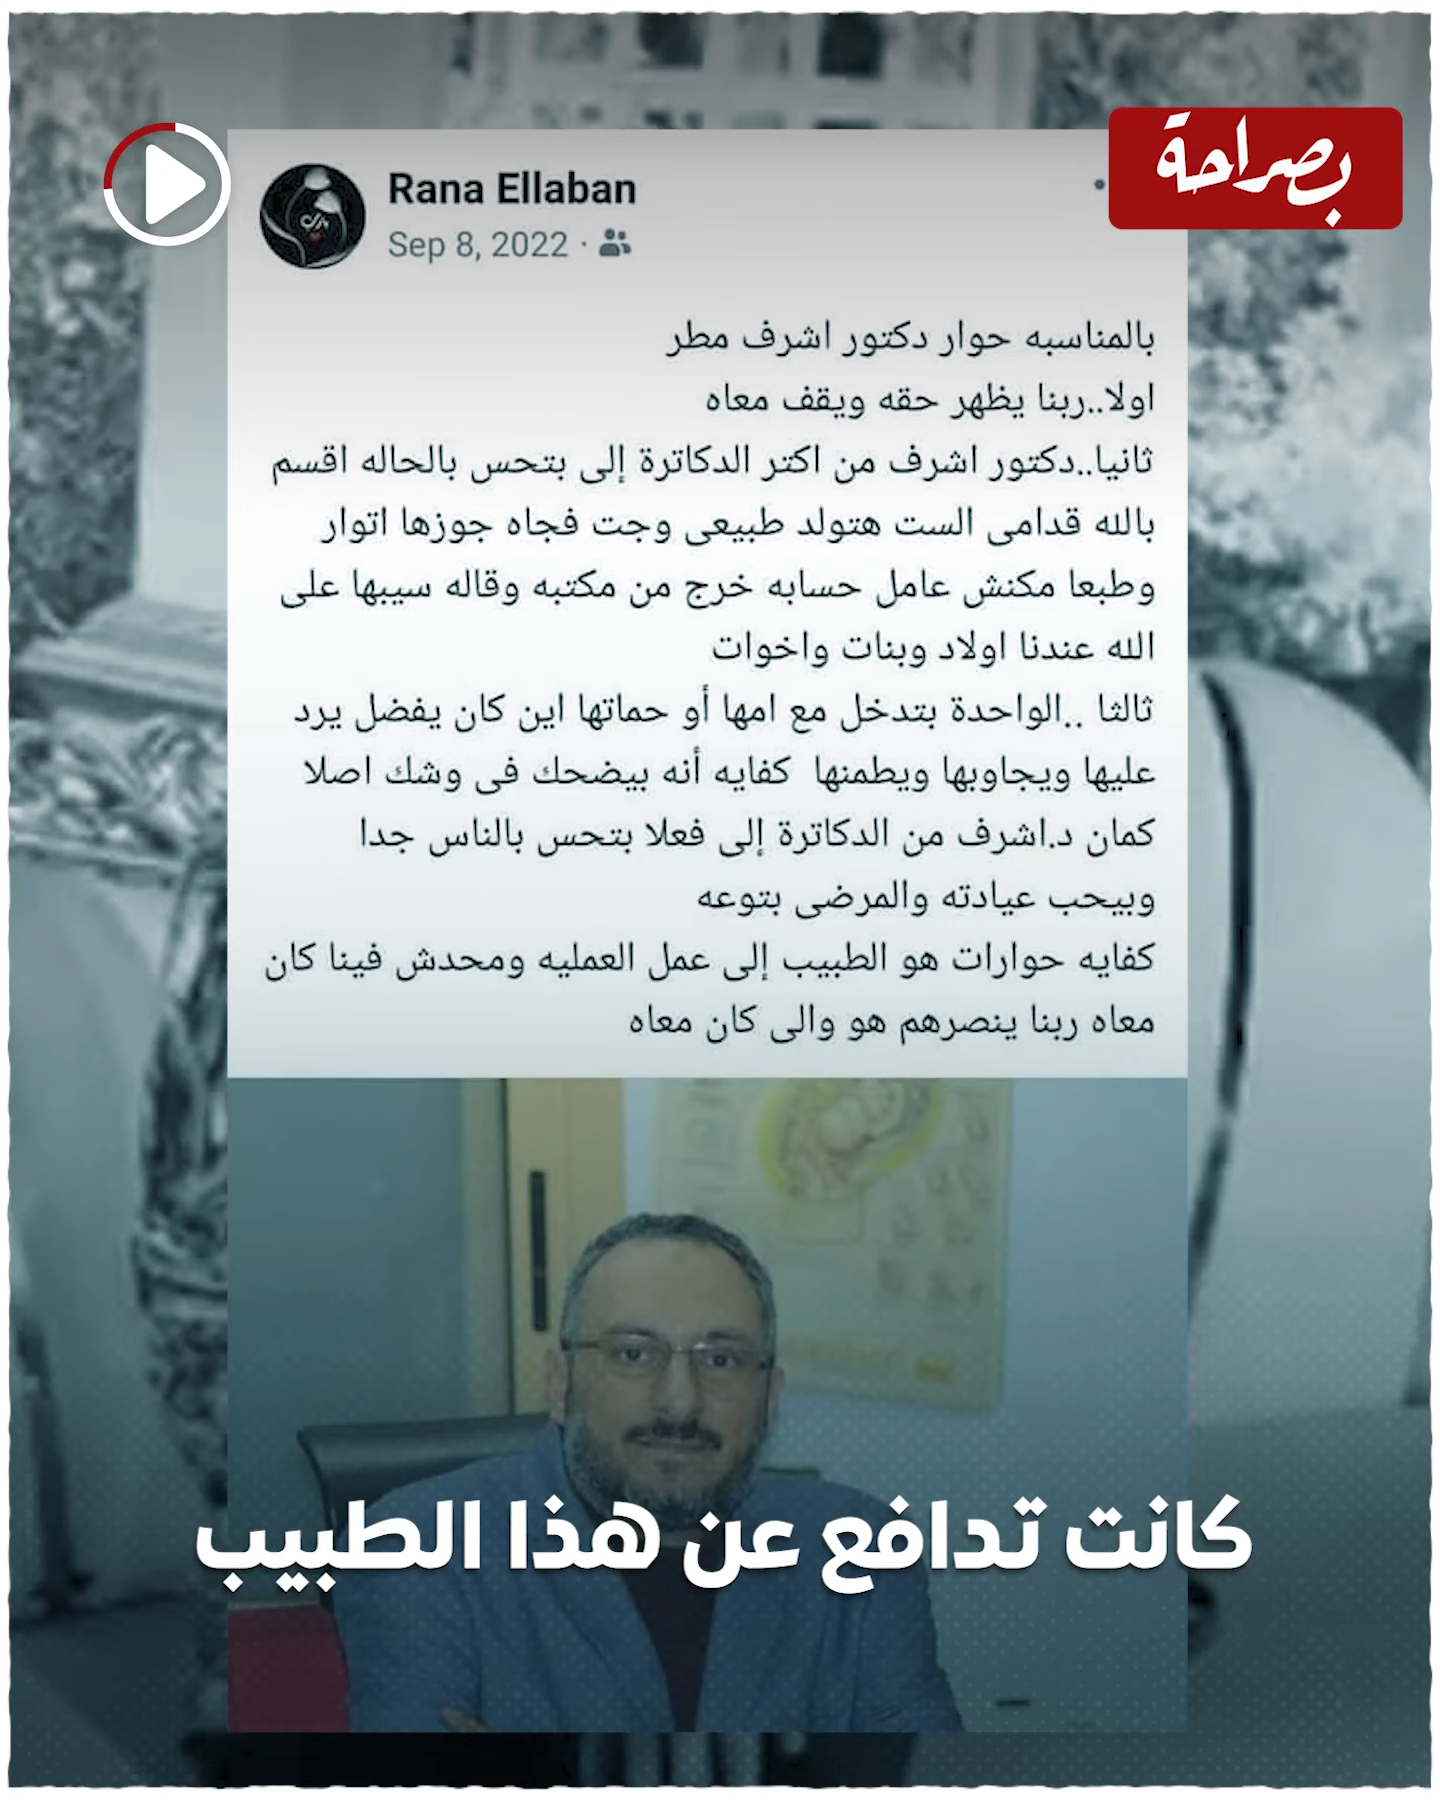 بصراحة
Rana Ellaban
Sep 8, 2022 ·
بالمناسبه حوار دكتور اشرف مطر
اولا..ربنا يظهر حقه ويقف معاه
ثانيا..دكتور اشرف من اكتر الدكاترة إلى بتحس بالحاله اقسم
بالله قدامى الست هتولد طبيعى وجت فجاه جوزها اتوار
وطبعا مكنش عامل حسابه خرج من مكتبه وقاله سيبها على
الله عندنا اولاد وبنات واخوات
ثالثا ..الواحدة بتدخل مع امها أو حماتها اين كان يفضل يرد
عليها ويجاوبها ويطمنها كفايه أنه بيضحك فى وشك اصلا
كمان د.اشرف من الدكاترة إلى فعلا بتحس بالناس جدا
وبيحب عيادته والمرضى بتوعه
كفايه حوارات هو الطبيب إلى عمل العمليه ومحدش فينا كان
معاه ربنا ينصرهم هو والى كان معاه
كانت تدافع عن هذا الطبيب